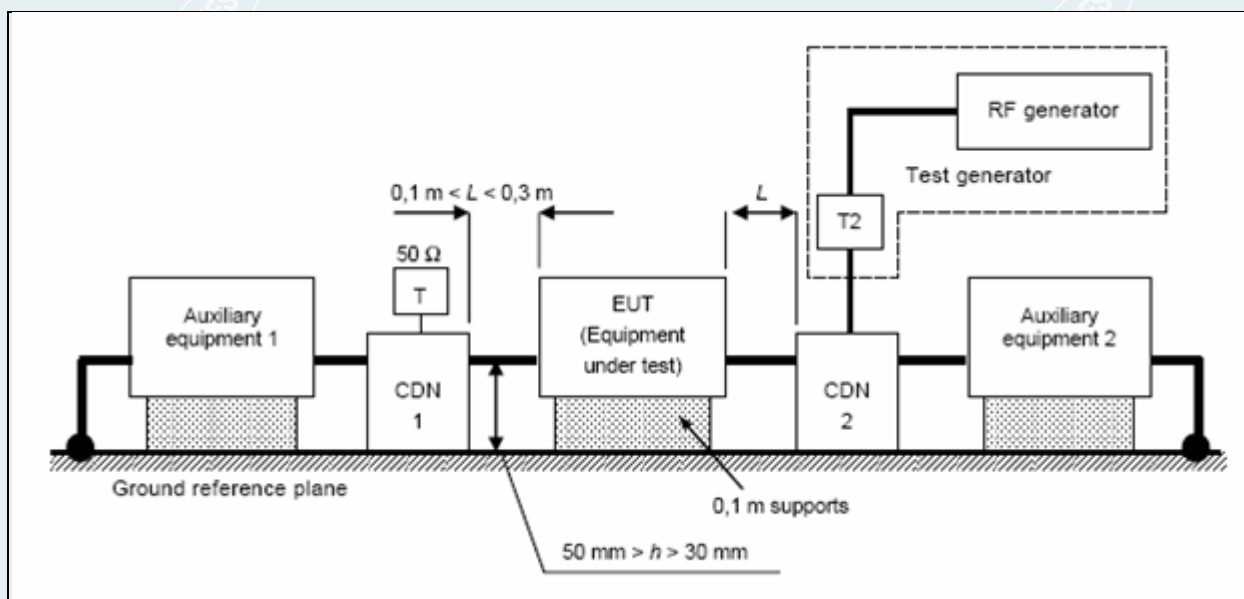 RF generator
Test generator
0,1 m < L < 0,3 m
L
T2
50 Ω
T
Auxiliary
equipment 1
EUT
(Equipment
under test)
Auxiliary
equipment 2
CDN
1
CDN
2
Ground reference plane
0,1 m supports
50 mm > h > 30 mm